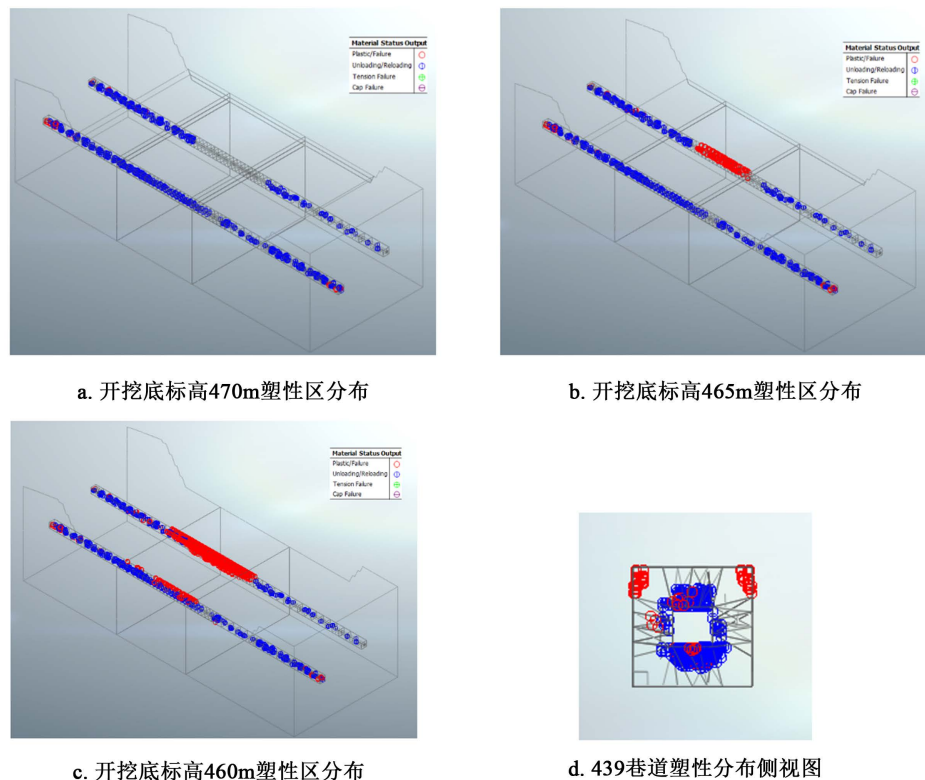 Material Status Output
Plastic/Failure
Unloading/Reloading
Tension Failure
Cap Failure
Material Status Output
Plastic/Failure
Unloading/Reloading
Tension Failure
Cap Failure
a. 开挖底标高470m塑性区分布
b. 开挖底标高465m塑性区分布
Material Status Output
Plastic/Failure
Unloading/Reloading
Tension Failure
Cap Failure
c. 开挖底标高460m塑性区分布
d. 439巷道塑性分布侧视图